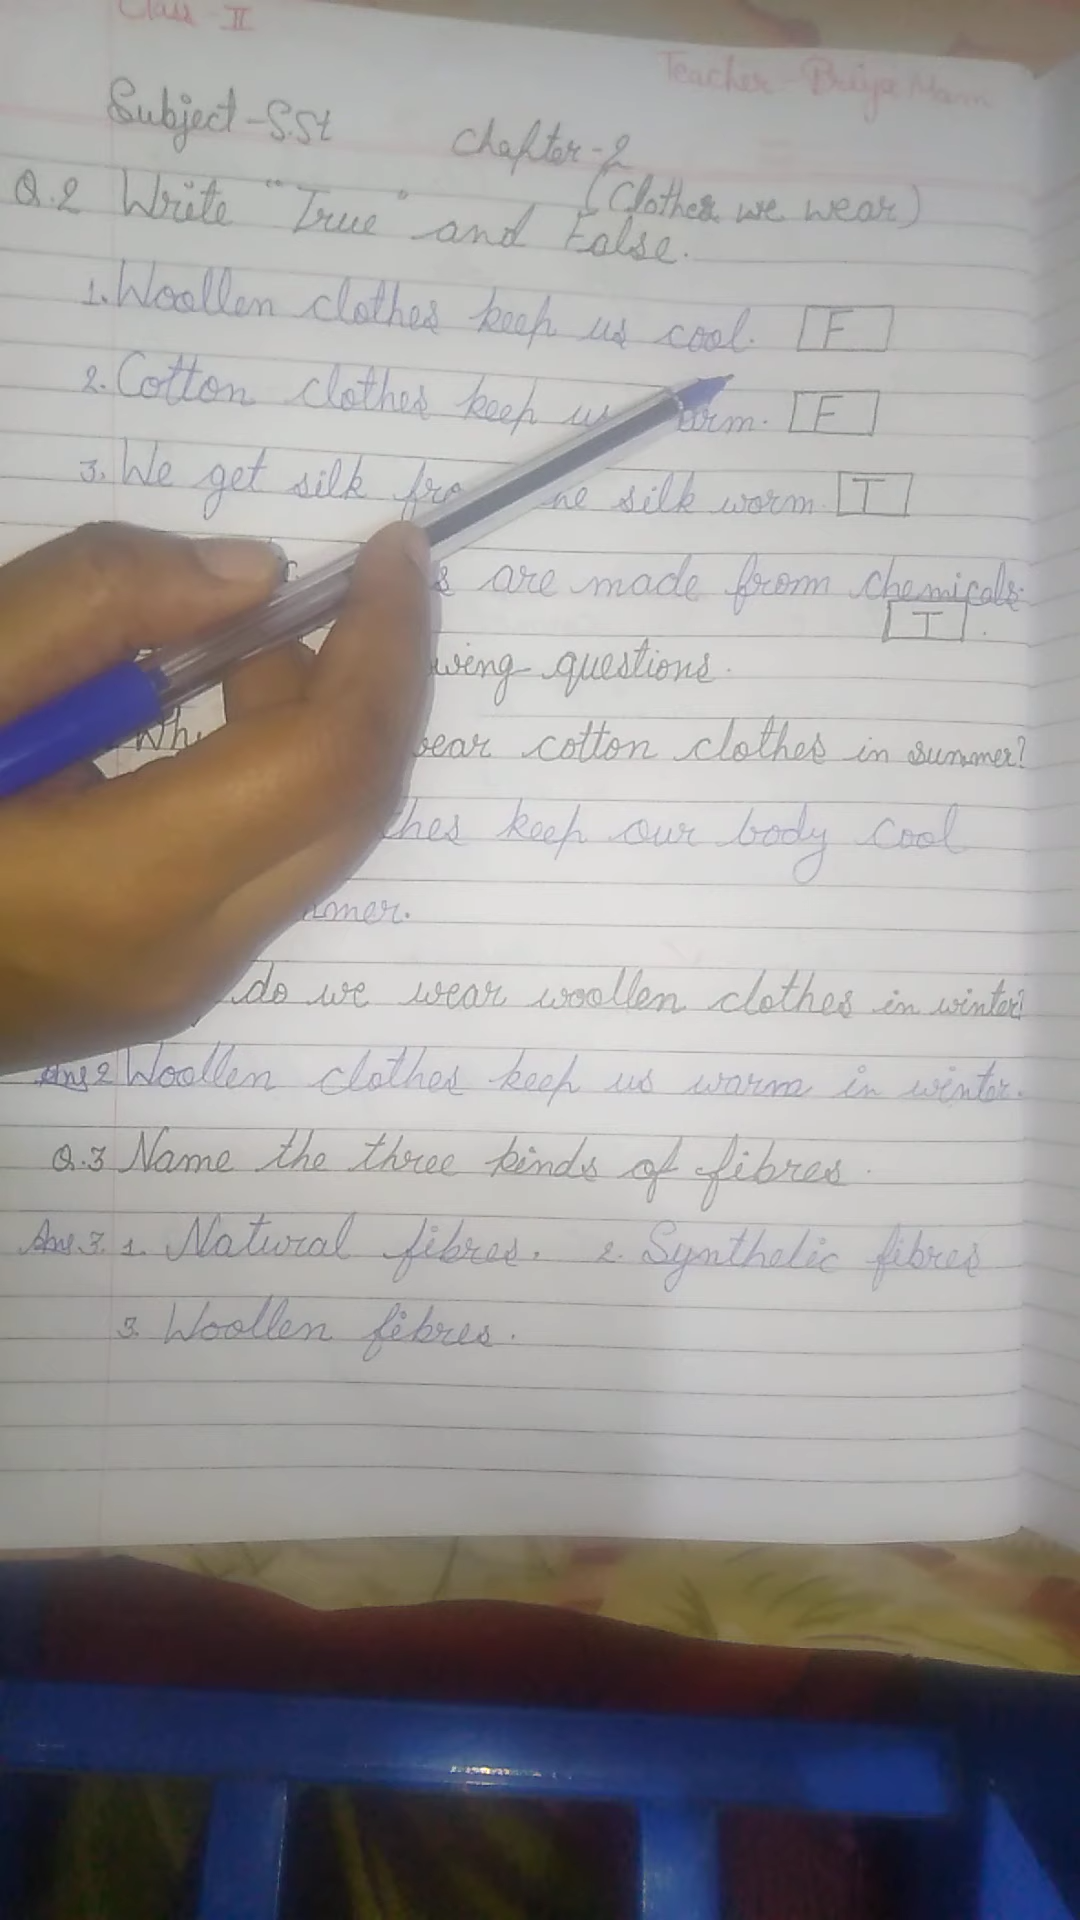 Class - II
Teacher - Priya Mam
Subject - S.St
Chapter - 2
(Clothes we wear)
Q.2 Write "True" and False.
1. Woollen clothes keep us cool. F
2. Cotton clothes keep us warm. F
3. We get silk from the silk worm. T
are made from chemicals.
T
questions.
Why wear cotton clothes in summer?
keep our body cool
do we wear woollen clothes in winter?
Ans 2 Woollen clothes keep us warm in winter.
Q.3 Name the three kinds of fibres.
Ans.3. 1. Natural fibres. 2. Synthetic fibres
3. Woollen fibres.